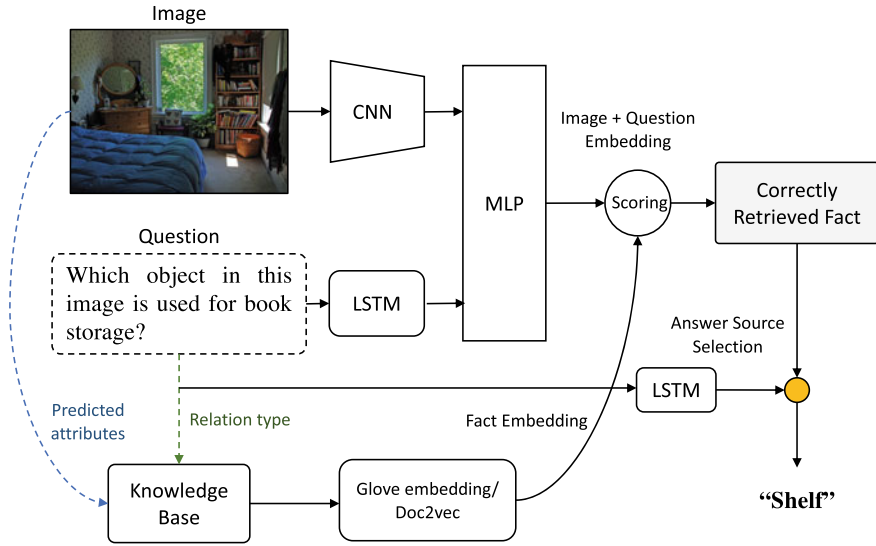 Image
CNN
MLP
Image + Question
Embedding
Scoring
Correctly
Retrieved Fact
Question
Which object in this
image is used for book
storage?
LSTM
Answer Source
Selection
LSTM
Predicted
attributes
Relation type
Fact Embedding
Knowledge
Base
Glove embedding/
Doc2vec
“Shelf”